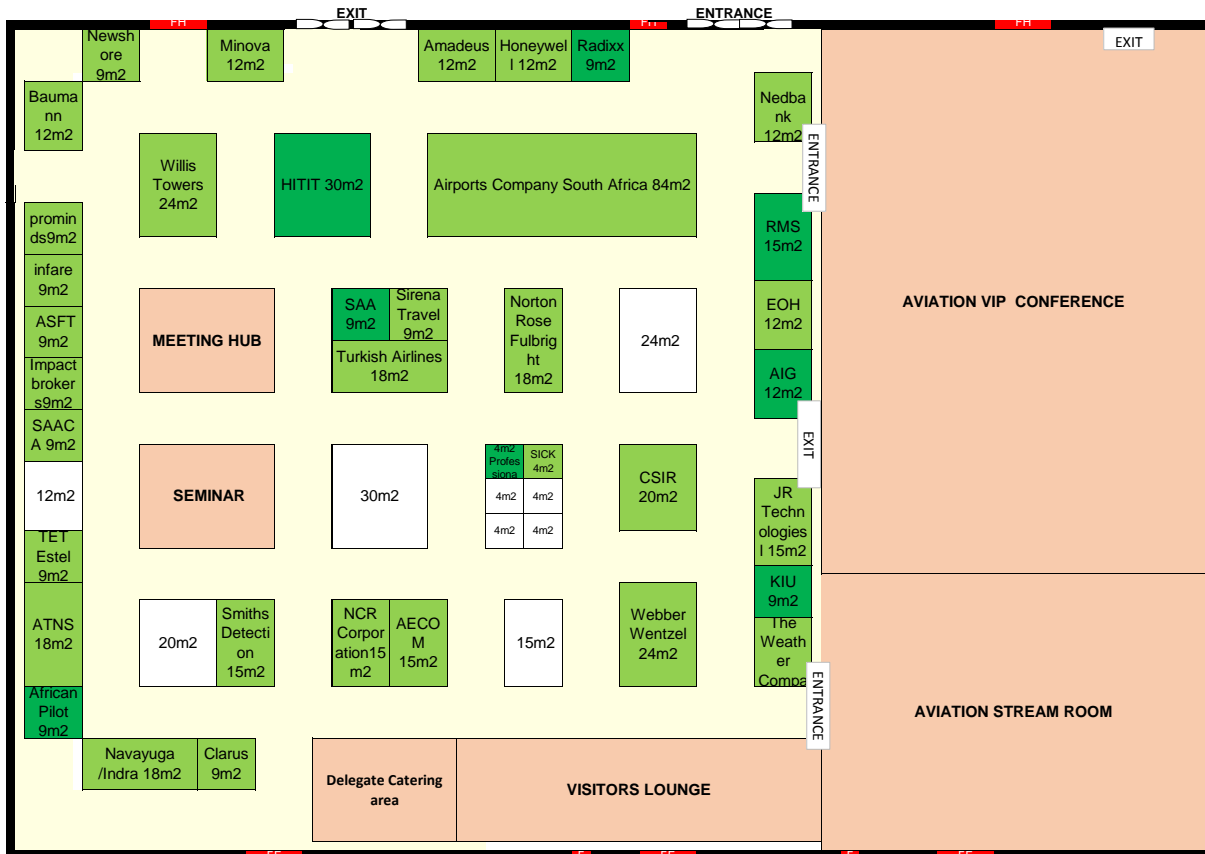 EXIT
ENTRANCE
FH
FH
FH
EXIT
Newsh
ore
9m2
Minova
12m2
Amadeus
12m2
Honeywel
l 12m2
Radixx
9m2
Bauma
nn
12m2
Nedba
nk
12m2
ENTRANCE
Willis
Towers
24m2
HITIT 30m2
Airports Company South Africa 84m2
promin
ds9m2
RMS
15m2
infare
9m2
ASFT
9m2
Impact
broker
s9m2
SAAC
A 9m2
MEETING HUB
SAA
9m2
Sirena
Travel
9m2
Turkish Airlines
18m2
Norton
Rose
Fulbrig
ht
18m2
24m2
EOH
12m2
AIG
12m2
AVIATION VIP  CONFERENCE
EXIT
12m2
SEMINAR
30m2
4m2
Profes
siona
SICK
4m2
4m2
4m2
4m2
4m2
CSIR
20m2
JR
Techn
ologies
l 15m2
TET
Estel
9m2
ATNS
18m2
KIU
9m2
The
Weath
er
Compa
20m2
Smiths
Detecti
on
15m2
NCR
Corpor
ation15
m2
AECO
M
15m2
15m2
Webber
Wentzel
24m2
ENTRANCE
African
Pilot
9m2
AVIATION STREAM ROOM
Navayuga
/Indra 18m2
Clarus
9m2
Delegate Catering
area
VISITORS LOUNGE